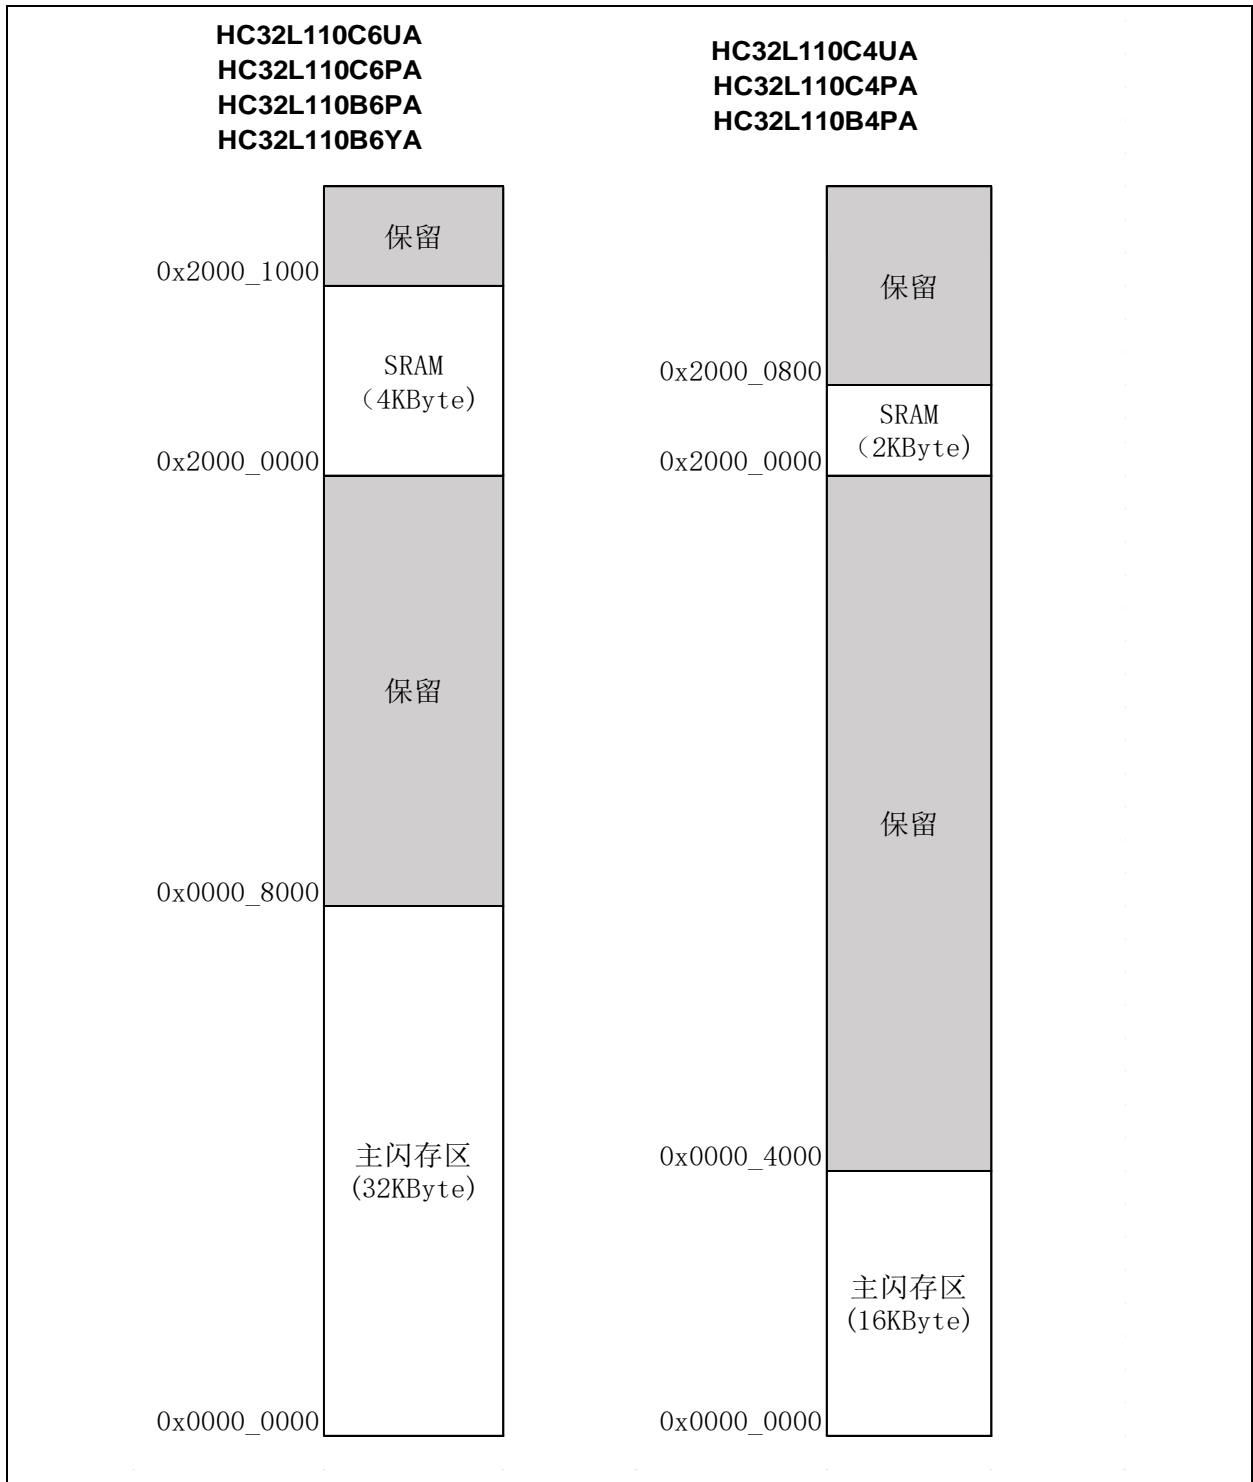 HC32L110C6UA
HC32L110C6PA
HC32L110B6PA
HC32L110B6YA
保留
0x2000_1000
SRAM
（4KByte)
0x2000_0000
保留
0x0000_8000
主闪存区
(32KByte)
0x0000_0000
HC32L110C4UA
HC32L110C4PA
HC32L110B4PA
保留
0x2000_0800
SRAM
（2KByte)
0x2000_0000
保留
0x0000_4000
主闪存区
(16KByte)
0x0000_0000